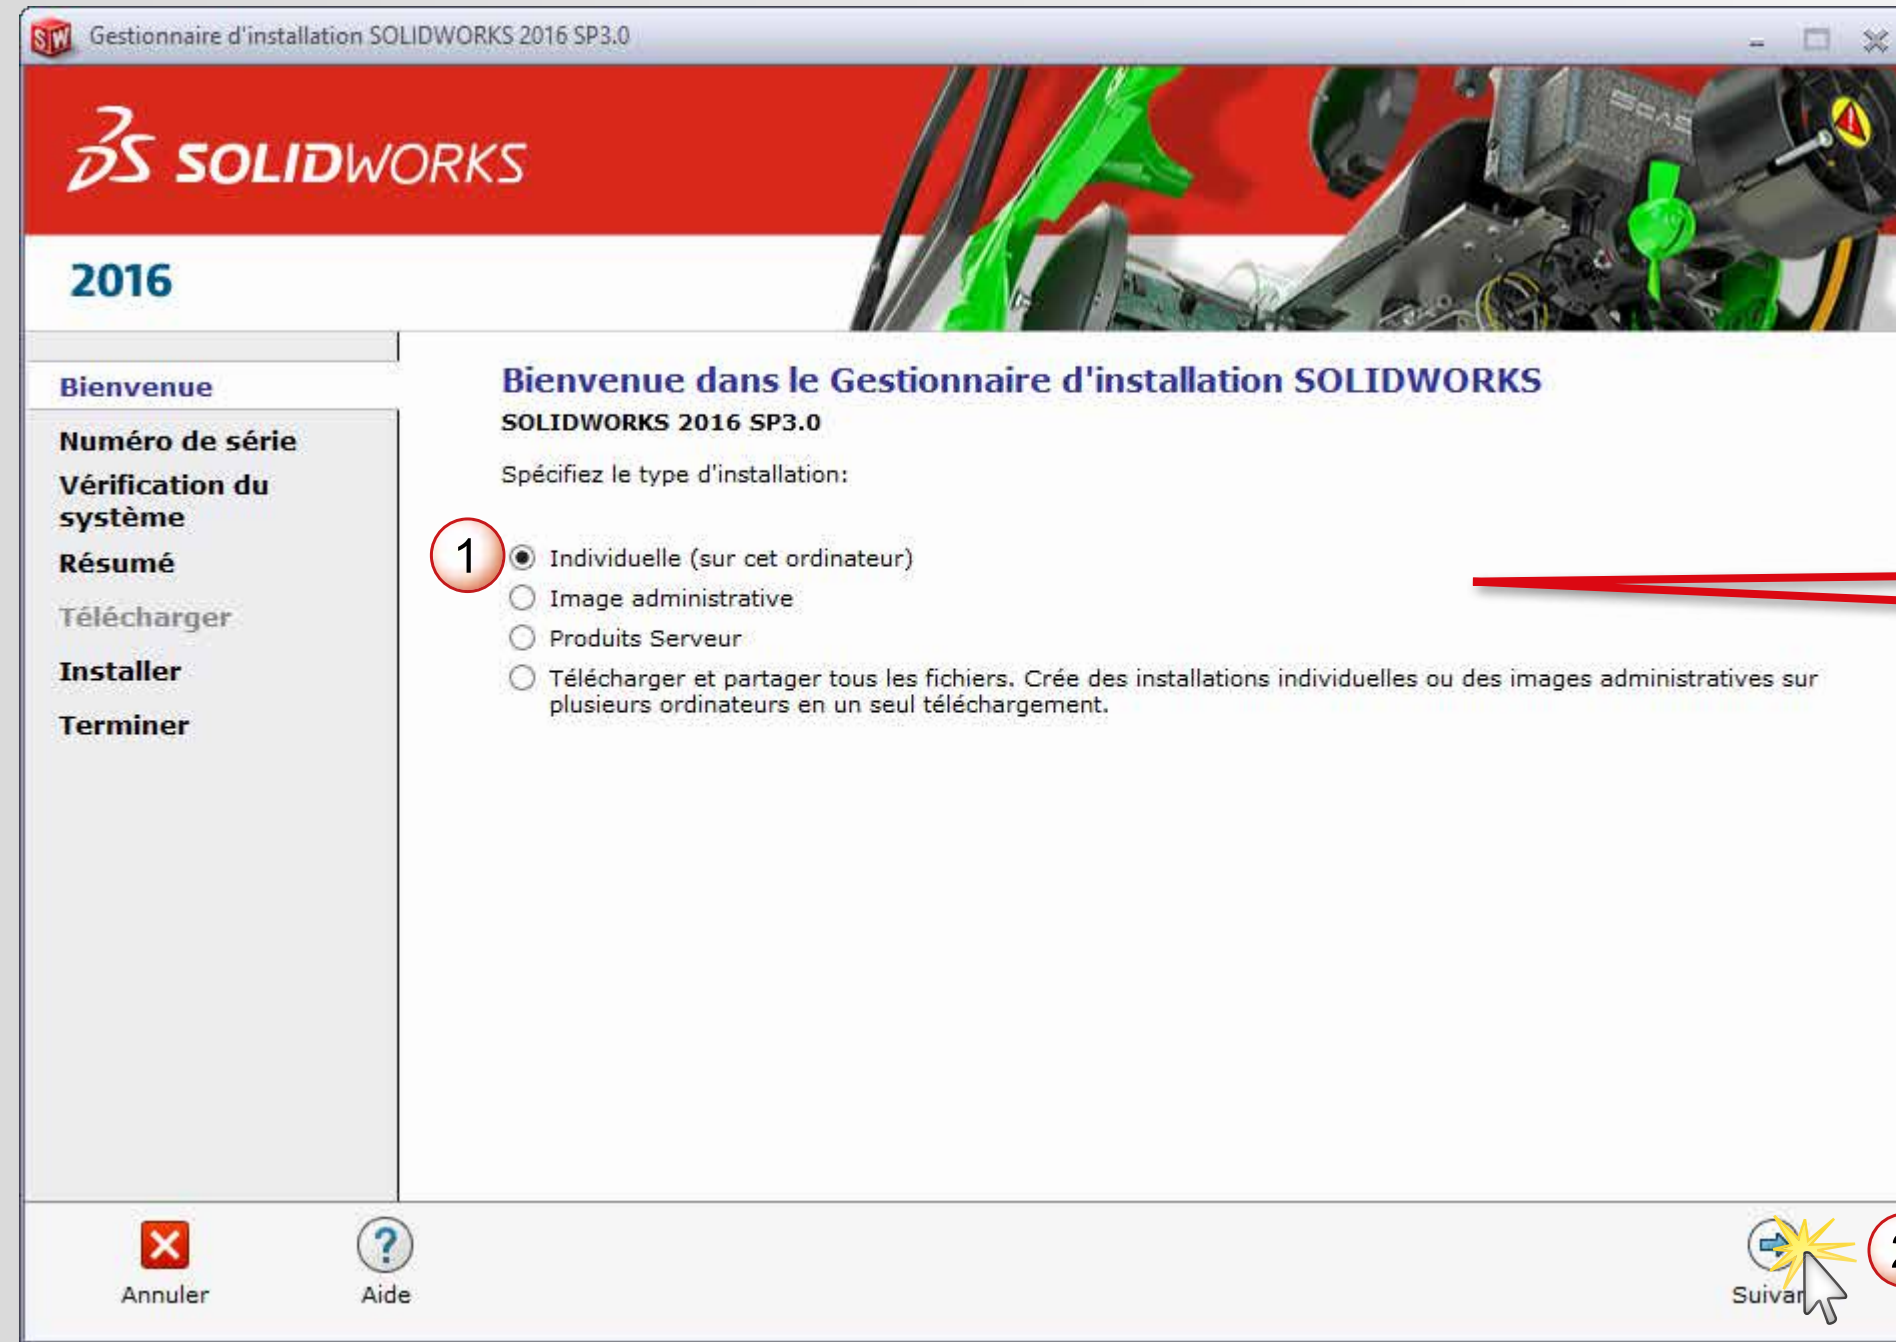 SW Gestionnaire d'installation SOLIDWORKS 2016 SP3.0
3S SOLIDWORKS
2016
Bienvenue
Numéro de série
Vérification du
système
Résumé
Télécharger
Installer
Terminer
Bienvenue dans le Gestionnaire d'installation SOLIDWORKS
SOLIDWORKS 2016 SP3.0
Spécifiez le type d'installation:
1 Individuelle (sur cet ordinateur)
Image administrative
Produits Serveur
Télécharger et partager tous les fichiers. Crée des installations individuelles ou des images administratives sur
plusieurs ordinateurs en un seul téléchargement.
Annuler
? Aide